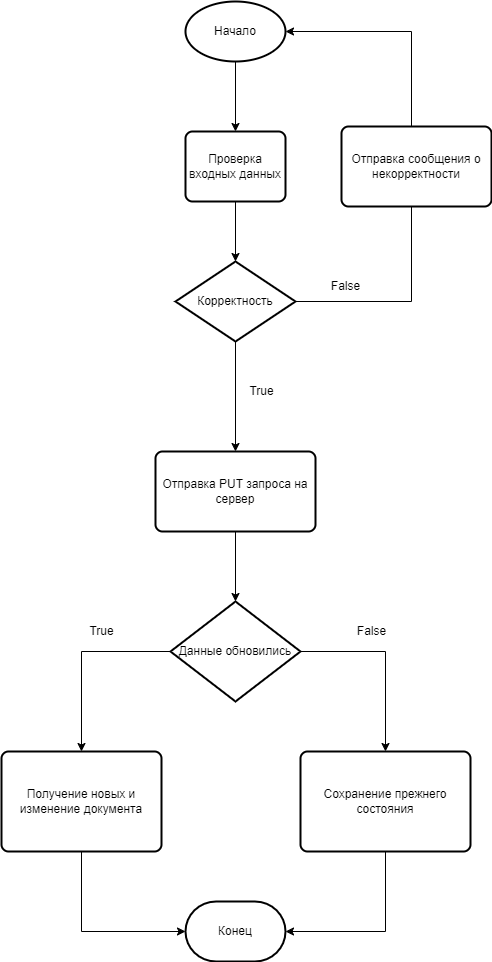 Начало
Проверка
входных данных
Отправка сообщения о
некорректности
Корректность
False
True
Отправка PUT запроса на
сервер
True
False
Данные обновились
Получение новых и
изменение документа
Сохранение прежнего
состояния
Конец